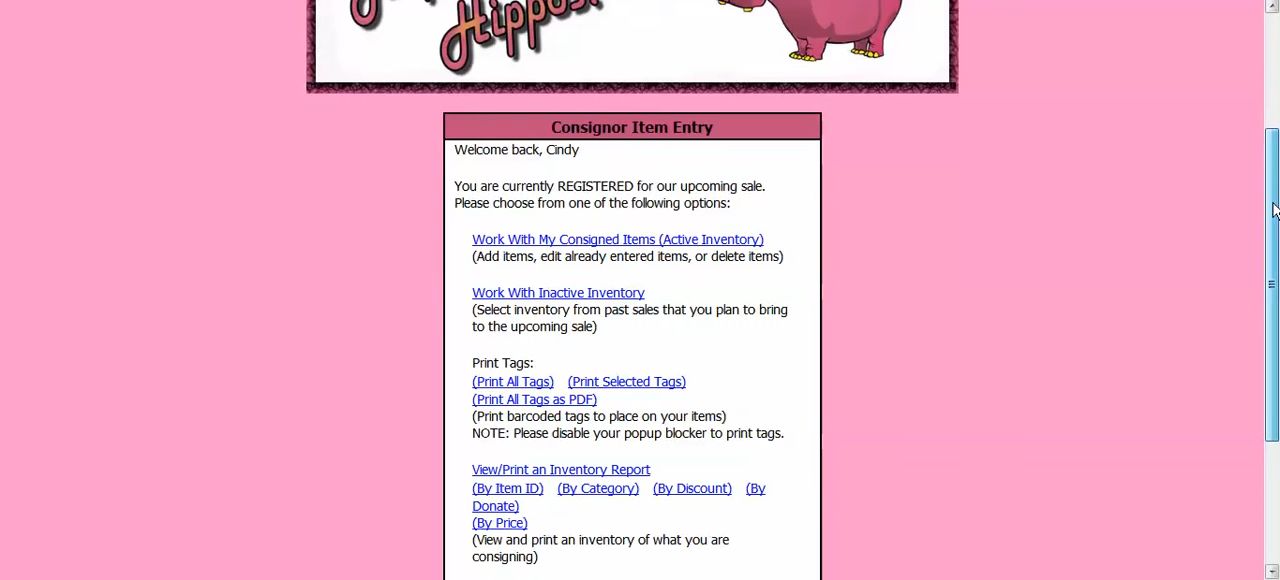 Hippos
Consignor Item Entry
Welcome back, Cindy
You are currently REGISTERED for our upcoming sale.
Please choose from one of the following options:
Work With My Consigned Items (Active Inventory)
(Add items, edit already entered items, or delete items)
Work With Inactive Inventory
(Select inventory from past sales that you plan to bring
to the upcoming sale)
Print Tags:
(Print All Tags) (Print Selected Tags)
(Print All Tags as PDF)
(Print barcoded tags to place on your items)
NOTE: Please disable your popup blocker to print tags.
View/Print an Inventory Report
(By Item ID) (By Category) (By Discount) (By
Donate)
(By Price)
(View and print an inventory of what you are
consigning)